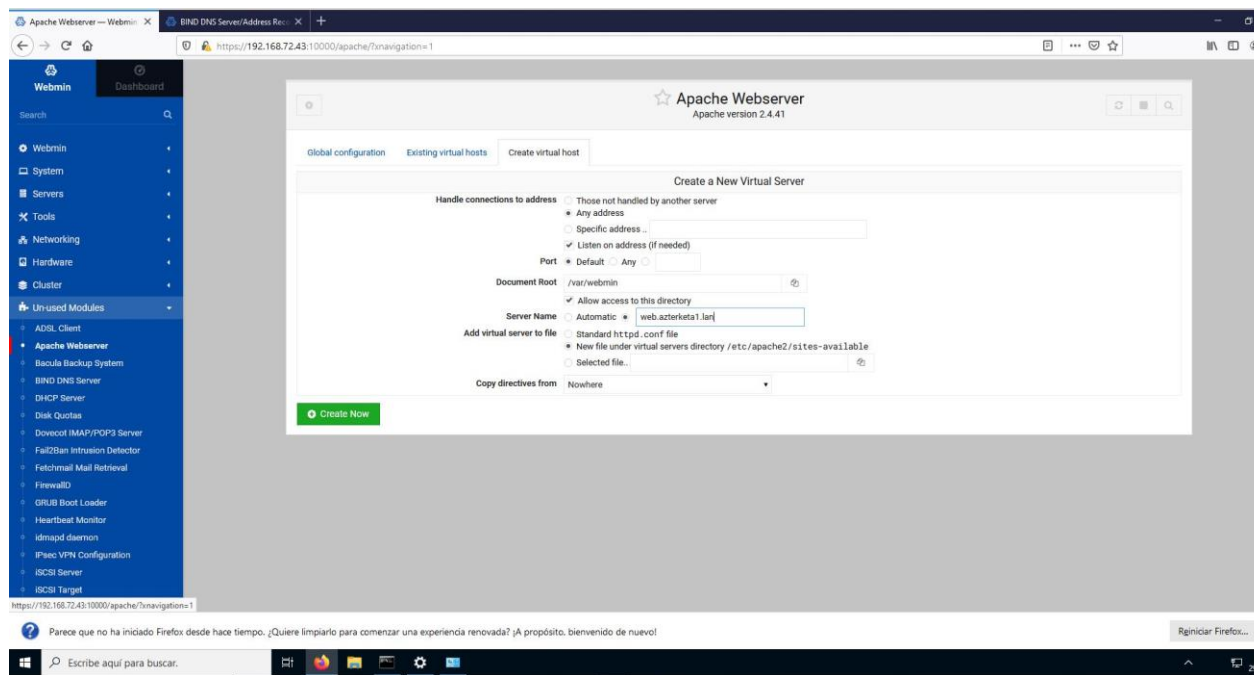 Apache Webserver — Webmin
BIND DNS Server/Address Rec
https://192.168.72.43:10000/apache/?xnavigation=1
Webmin
Dashboard
Search
Webmin
System
Servers
Tools
Networking
Hardware
Cluster
Un-used Modules
ADSL Client
Apache Webserver
Bacula Backup System
BIND DNS Server
DHCP Server
Disk Quotas
Dovecot IMAP/POP3 Server
Fail2Ban Intrusion Detector
Fetchmail Mail Retrieval
FirewallD
GRUB Boot Loader
Heartbeat Monitor
idmapd daemon
IPsec VPN Configuration
iSCSI Server
iSCSI Target
https://192.168.72.43:10000/apache/?xnavigation=1
Apache Webserver
Apache version 2.4.41
Global configuration Existing virtual hosts Create virtual host
Create a New Virtual Server
Handle connections to address Those not handled by another server
Any address
Specific address ..
Listen on address (if needed)
Port Default Any
Document Root /var/webmin
Allow access to this directory
Server Name Automatic web.azterketa1.lan
Add virtual server to file Standard httpd.conf file
New file under virtual servers directory /etc/apache2/sites-available
Selected file..
Copy directives from Nowhere
Create Now
Parece que no ha iniciado Firefox desde hace tiempo. ¿Quiere limpiarlo para comenzar una experiencia renovada? ¡A propósito, bienvenido de nuevo!
Reiniciar Firefox...
Escribe aquí para buscar.